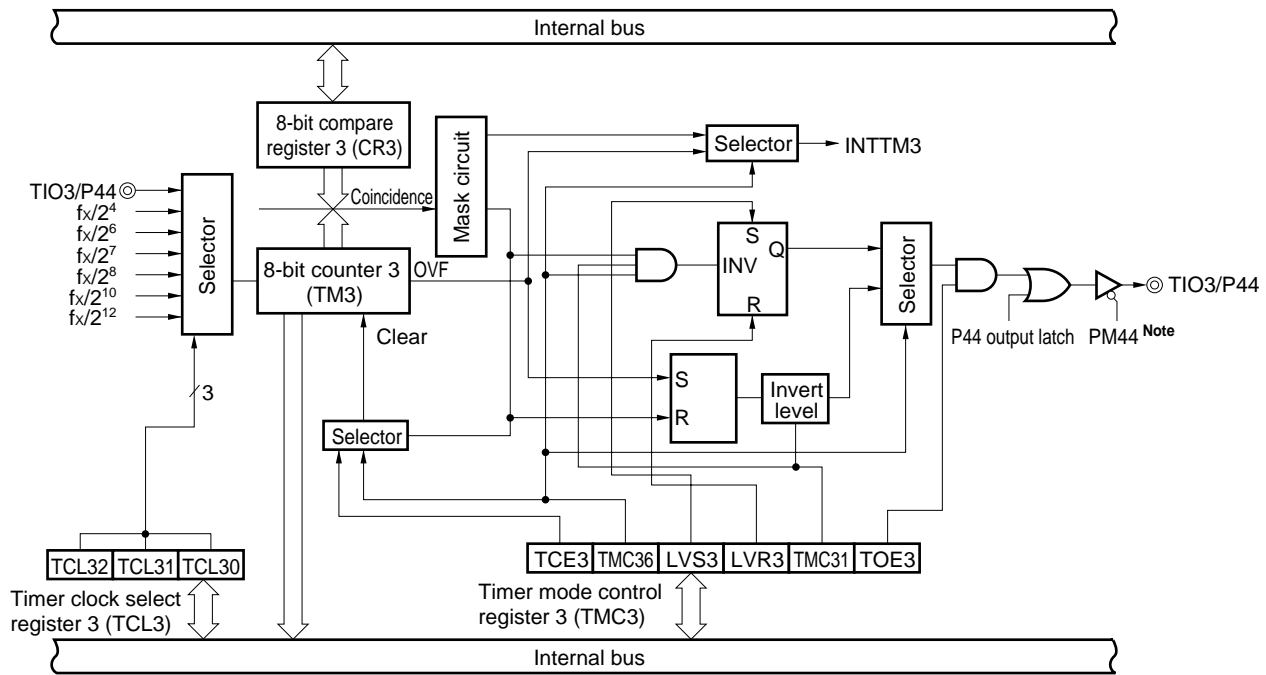 Internal bus
8-bit compare
register 3 (CR3)
Mask circuit
Selector
INTTM3
Coincidence
TIO3/P44
fx/2⁴
fx/2⁶
fx/2⁷
fx/2⁸
fx/2¹⁰
fx/2¹²
Selector
8-bit counter 3
(TM3)
OVF
Clear
S
INV
Q
R
Selector
TIO3/P44
P44 output latch
PM44 Note
3
S
R
Invert
level
Selector
TCL32
TCL31
TCL30
TCE3
TMC36
LVS3
LVR3
TMC31
TOE3
Timer clock select
register 3 (TCL3)
Timer mode control
register 3 (TMC3)
Internal bus